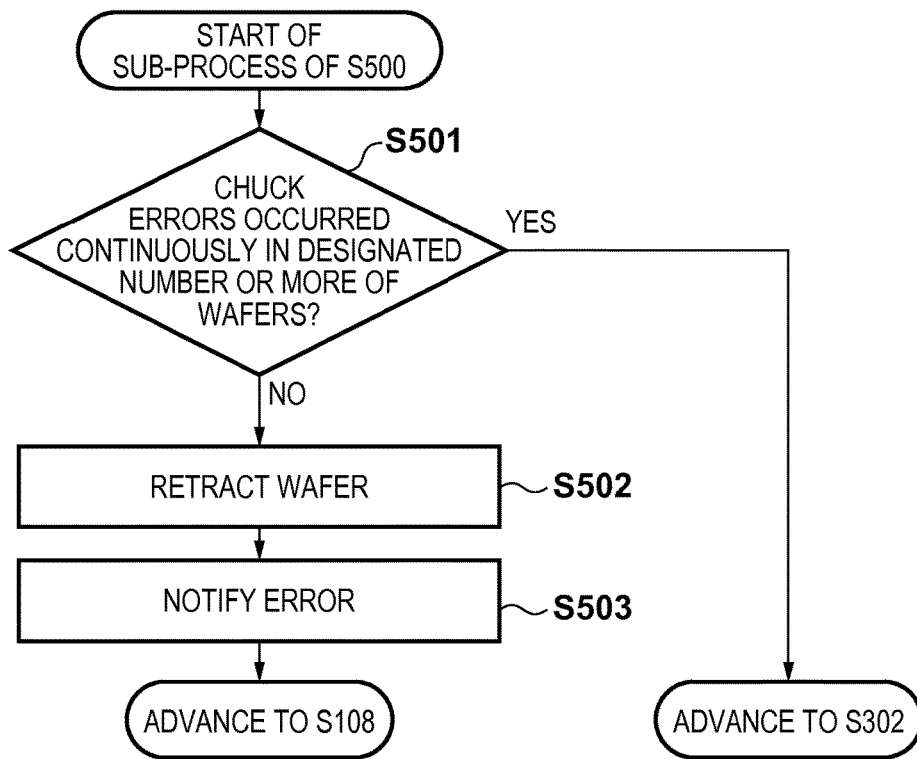 START OF
SUB-PROCESS OF S500
S501
CHUCK
ERRORS OCCURRED
CONTINUOUSLY IN DESIGNATED
NUMBER OR MORE OF
WAFERS?
YES
NO
RETRACT WAFER
S502
NOTIFY ERROR
S503
ADVANCE TO S108
ADVANCE TO S302